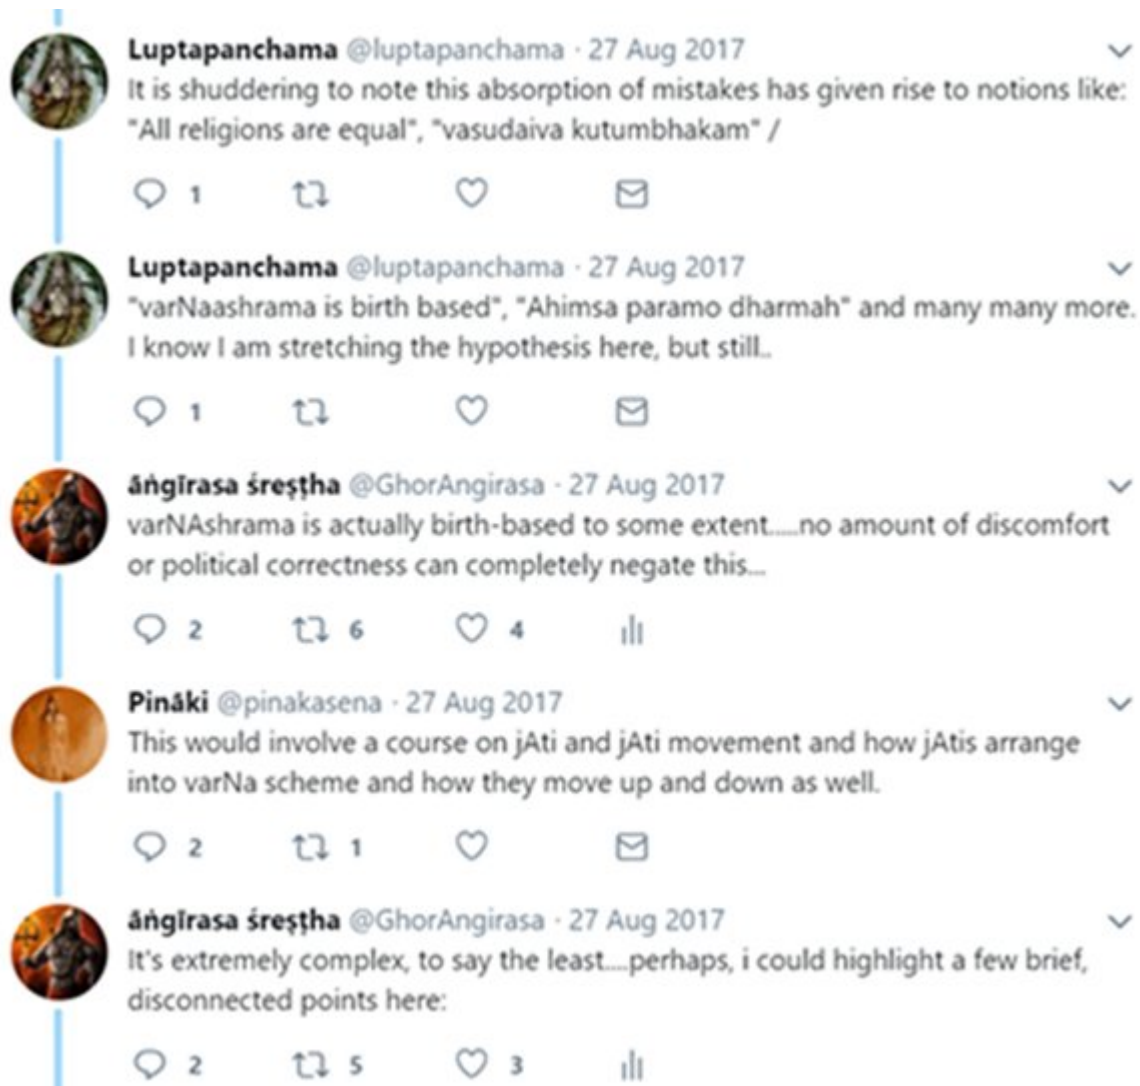 Luptapanchama @luptapanchama · 27 Aug 2017
It is shuddering to note this absorption of mistakes has given rise to notions like:
"All religions are equal", "vasudaiva kutumbhakam" /
1
Luptapanchama @luptapanchama · 27 Aug 2017
"varNaashrama is birth based", "Ahimsa paramo dharmah" and many many more.
I know I am stretching the hypothesis here, but still..
1
āṅgīrasa śreṣṭha @GhorAngirasa · 27 Aug 2017
varNAshrama is actually birth-based to some extent.....no amount of discomfort
or political correctness can completely negate this...
2 6 4
Pināki @pinakasena · 27 Aug 2017
This would involve a course on jAti and jAti movement and how jAtis arrange
into varNa scheme and how they move up and down as well.
2 1
āṅgīrasa śreṣṭha @GhorAngirasa · 27 Aug 2017
It's extremely complex, to say the least....perhaps, i could highlight a few brief,
disconnected points here:
2 5 3